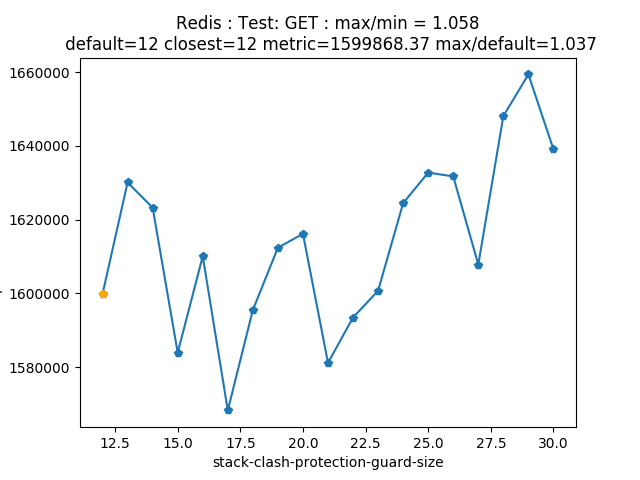 Redis : Test: GET : max/min = 1.058
default=12 closest=12 metric=1599868.37 max/default=1.037
1660000
1640000
1620000
1600000
1580000
12.5 15.0 17.5 20.0 22.5 25.0 27.5 30.0
stack-clash-protection-guard-size